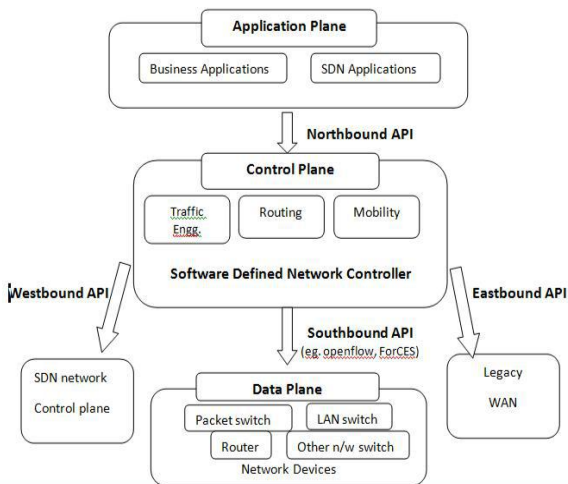 Application Plane
Business Applications
SDN Applications
Northbound API
Control Plane
Traffic
Engg.
Routing
Mobility
Software Defined Network Controller
Westbound API
Eastbound API
Southbound API
(eg. openflow, ForCES)
SDN network
Control plane
Legacy
WAN
Data Plane
Packet switch
LAN switch
Router
Other n/w switch
Network Devices